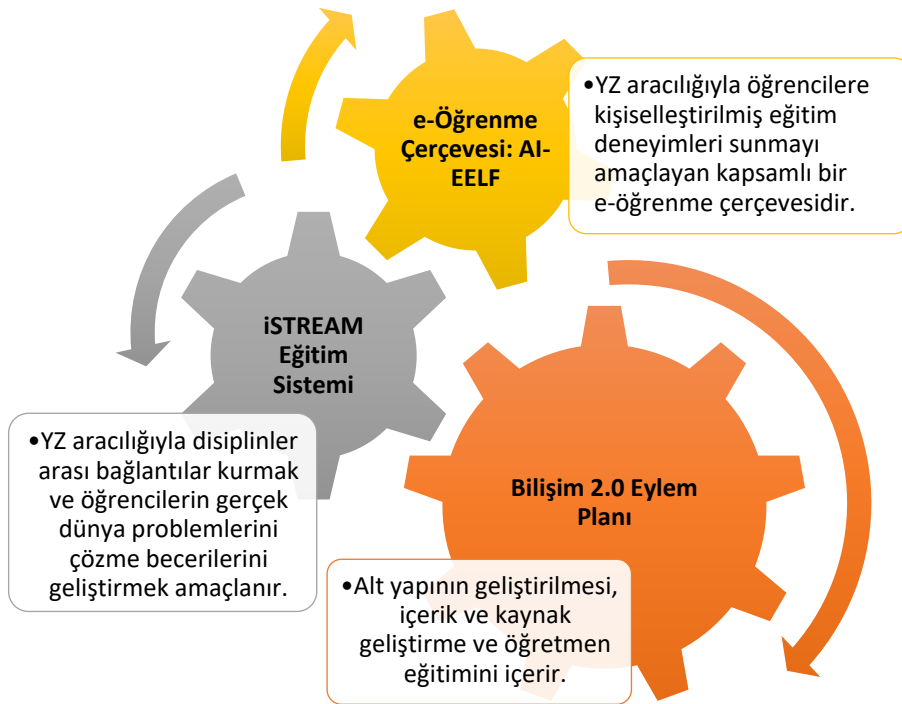 e-Öğrenme
Çerçevesi: AI-
EELF
•YZ aracılığıyla öğrencilere
kişiselleştirilmiş eğitim
deneyimleri sunmayı
amaçlayan kapsamlı bir
e-öğrenme çerçevesidir.
iSTREAM
Eğitim
Sistemi
•YZ aracılığıyla disiplinler
arası bağlantılar kurmak
ve öğrencilerin gerçek
dünya problemlerini
çözme becerilerini
geliştirmek amaçlanır.
Bilişim 2.0 Eylem
Planı
•Alt yapının geliştirilmesi,
içerik ve kaynak
geliştirme ve öğretmen
eğitimini içerir.